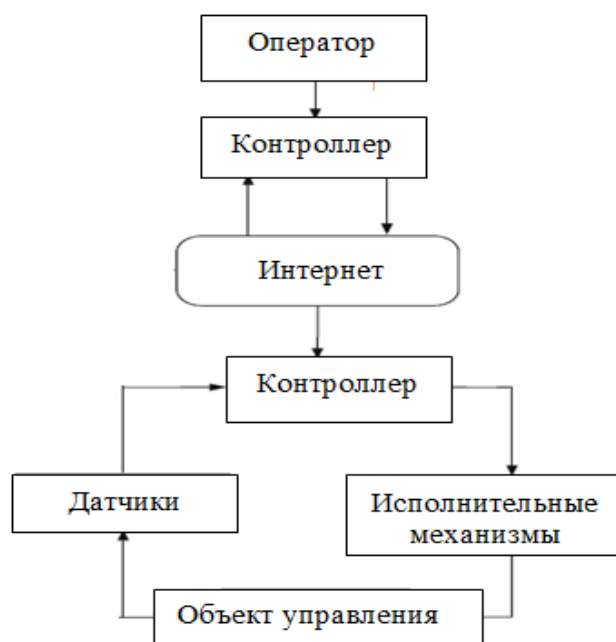 Оператор
Контроллер
Интернет
Контроллер
Датчики
Исполнительные
механизмы
Объект управления